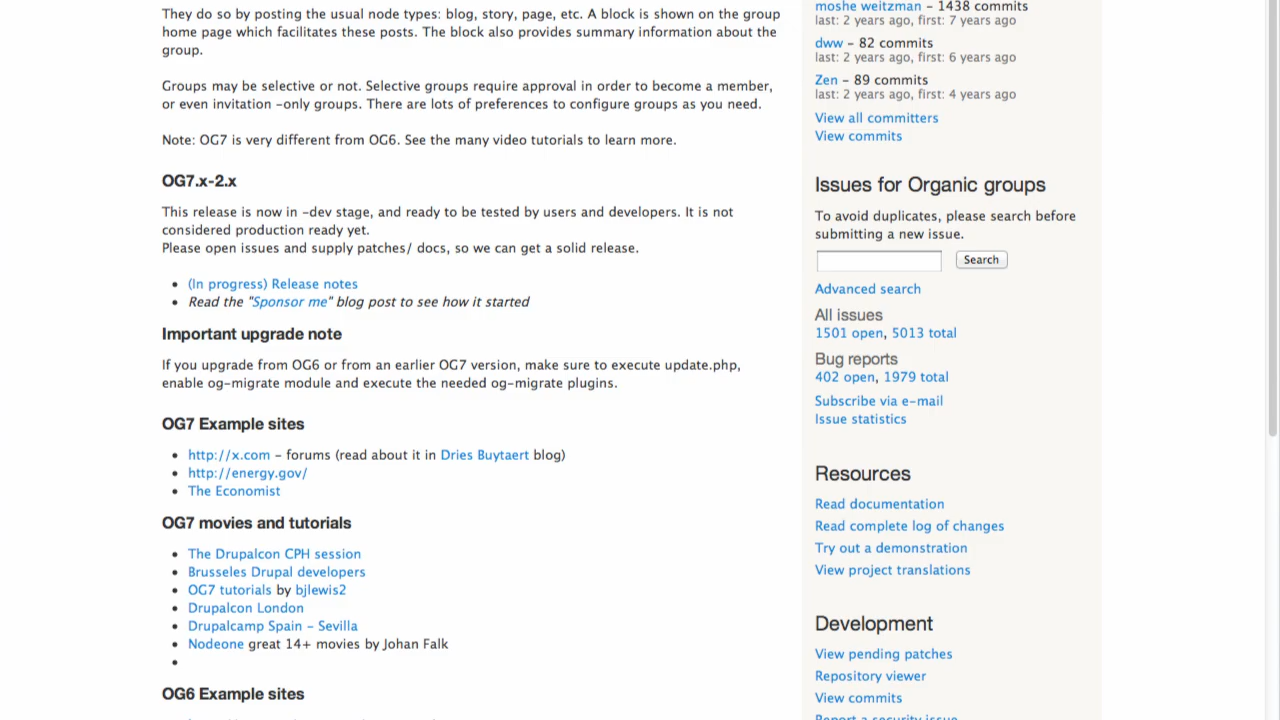 They do so by posting the usual node types: blog, story, page, etc. A block is shown on the group
home page which facilitates these posts. The block also provides summary information about the
group.
Groups may be selective or not. Selective groups require approval in order to become a member,
or even invitation -only groups. There are lots of preferences to configure groups as you need.
Note: OG7 is very different from OG6. See the many video tutorials to learn more.
OG7.x-2.x
This release is now in -dev stage, and ready to be tested by users and developers. It is not
considered production ready yet.
Please open issues and supply patches/ docs, so we can get a solid release.
• (In progress) Release notes
• Read the "Sponsor me" blog post to see how it started
Important upgrade note
If you upgrade from OG6 or from an earlier OG7 version, make sure to execute update.php,
enable og-migrate module and execute the needed og-migrate plugins.
OG7 Example sites
• http://x.com – forums (read about it in Dries Buytaert blog)
• http://energy.gov/
• The Economist
OG7 movies and tutorials
• The Drupalcon CPH session
• Brusseles Drupal developers
• OG7 tutorials by bjlewis2
• Drupalcon London
• Drupalcamp Spain – Sevilla
• Nodeone great 14+ movies by Johan Falk
•
OG6 Example sites
moshe weitzman – 1438 commits
last: 2 years ago, first: 7 years ago
dww – 82 commits
last: 2 years ago, first: 6 years ago
Zen – 89 commits
last: 2 years ago, first: 4 years ago
View all committers
View commits
Issues for Organic groups
To avoid duplicates, please search before
submitting a new issue.
Search
Advanced search
All issues
1501 open, 5013 total
Bug reports
402 open, 1979 total
Subscribe via e-mail
Issue statistics
Resources
Read documentation
Read complete log of changes
Try out a demonstration
View project translations
Development
View pending patches
Repository viewer
View commits
Report a security issue